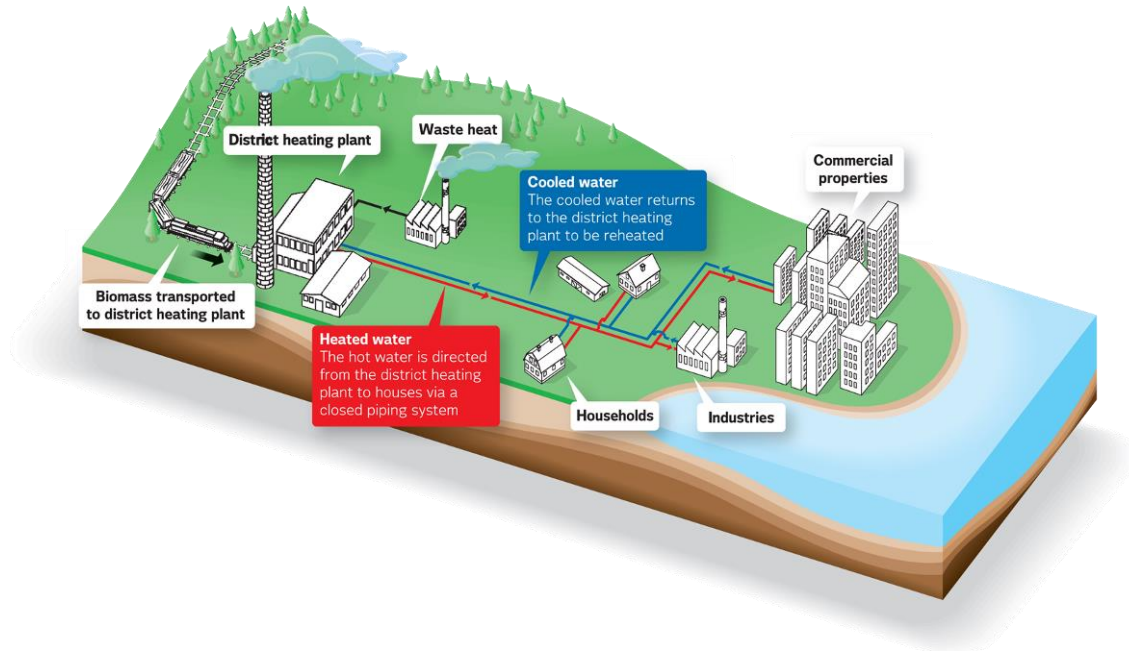 District heating plant
Waste heat
Commercial
properties
Cooled water
The cooled water returns
to the district heating
plant to be reheated
Biomass transported
to district heating plant
Heated water
The hot water is directed
from the district heating
plant to houses via a
closed piping system
Households
Industries